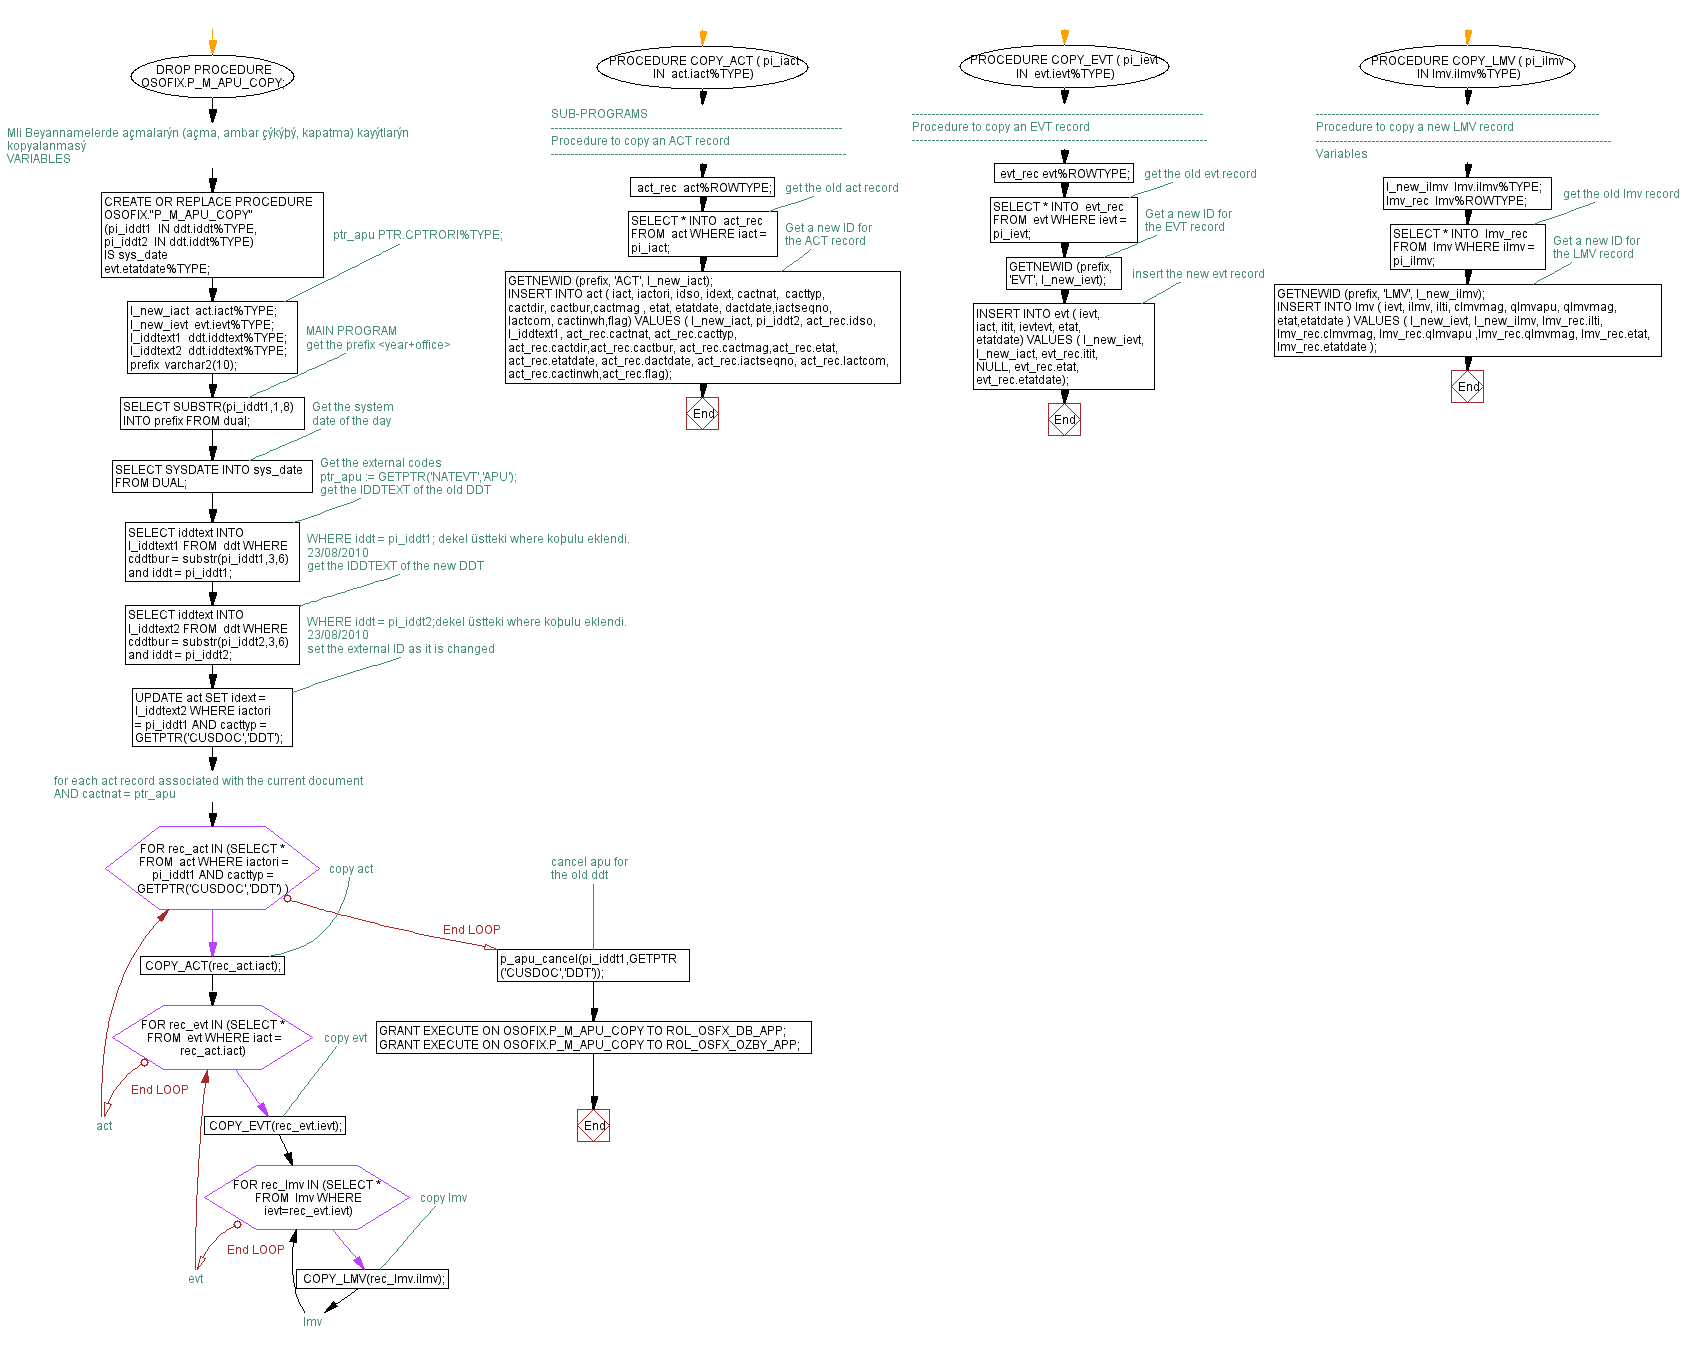 DROP PROCEDURE
OSOFIX.P_M_APU_COPY;
Mli Beyannamelerde açmalarýn (açma, ambar çýkýþý, kapatma) kayýtlarýn
kopyalanmasý
VARIABLES
CREATE OR REPLACE PROCEDURE
OSOFIX."P_M_APU_COPY"
(pi_iddt1  IN ddt.iddt%TYPE,
pi_iddt2  IN ddt.iddt%TYPE)
IS sys_date
evt.etatdate%TYPE;
ptr_apu PTR.CPTRORI%TYPE;
l_new_iact  act.iact%TYPE;
l_new_ievt  evt.ievt%TYPE;
l_iddtext1  ddt.iddtext%TYPE;
l_iddtext2  ddt.iddtext%TYPE;
prefix  varchar2(10);
MAIN PROGRAM
get the prefix <year+office>
SELECT SUBSTR(pi_iddt1,1,8)
INTO prefix FROM dual;
Get the system
date of the day
SELECT SYSDATE INTO sys_date
FROM DUAL;
Get the external codes
ptr_apu := GETPTR('NATEVT','APU');
get the IDDTEXT of the old DDT
SELECT iddtext INTO
l_iddtext1 FROM  ddt WHERE
cddtbur = substr(pi_iddt1,3,6)
and iddt = pi_iddt1;
WHERE iddt = pi_iddt1; dekel üstteki where koþulu eklendi.
23/08/2010
get the IDDTEXT of the new DDT
SELECT iddtext INTO
l_iddtext2 FROM  ddt WHERE
cddtbur = substr(pi_iddt2,3,6)
and iddt = pi_iddt2;
WHERE iddt = pi_iddt2;dekel üstteki where koþulu eklendi.
23/08/2010
set the external ID as it is changed
UPDATE act SET idext =
l_iddtext2 WHERE iactori
= pi_iddt1 AND cacttyp =
GETPTR('CUSDOC','DDT');
for each act record associated with the current document
AND cactnat = ptr_apu
FOR rec_act IN (SELECT *
FROM  act WHERE iactori =
pi_iddt1 AND cacttyp =
GETPTR('CUSDOC','DDT') )
copy act
End LOOP
COPY_ACT(rec_act.iact);
FOR rec_evt IN (SELECT *
FROM  evt WHERE iact =
rec_act.iact)
copy evt
End LOOP
act
COPY_EVT(rec_evt.ievt);
FOR rec_lmv IN (SELECT *
FROM  lmv WHERE
ievt=rec_evt.ievt)
copy lmv
End LOOP
evt
COPY_LMV(rec_lmv.ilmv);
lmv
cancel apu for
the old ddt
p_apu_cancel(pi_iddt1,GETPTR
('CUSDOC','DDT'));
GRANT EXECUTE ON OSOFIX.P_M_APU_COPY TO ROL_OSFX_DB_APP;
GRANT EXECUTE ON OSOFIX.P_M_APU_COPY TO ROL_OSFX_OZBY_APP;
End
PROCEDURE COPY_ACT ( pi_iact
IN  act.iact%TYPE)
SUB-PROGRAMS
Procedure to copy an ACT record
act_rec  act%ROWTYPE;
get the old act record
SELECT * INTO  act_rec
FROM  act WHERE iact =
pi_iact;
Get a new ID for
the ACT record
GETNEWID (prefix, 'ACT', l_new_iact);
INSERT INTO act ( iact, iactori, idso, idext, cactnat,  cacttyp,
cactdir, cactbur,cactmag , etat, etatdate, dactdate,iactseqno,
lactcom, cactinwh,flag) VALUES ( l_new_iact, pi_iddt2, act_rec.idso,
l_iddtext1, act_rec.cactnat, act_rec.cacttyp,
act_rec.cactdir,act_rec.cactbur, act_rec.cactmag,act_rec.etat,
act_rec.etatdate, act_rec.dactdate, act_rec.iactseqno, act_rec.lactcom,
act_rec.cactinwh,act_rec.flag);
End
PROCEDURE COPY_EVT ( pi_ievt
IN  evt.ievt%TYPE)
Procedure to copy an EVT record
evt_rec evt%ROWTYPE;
get the old evt record
SELECT * INTO  evt_rec
FROM  evt WHERE ievt =
pi_ievt;
Get a new ID for
the EVT record
GETNEWID (prefix,
'EVT', l_new_ievt);
insert the new evt record
INSERT INTO evt ( ievt,
iact, itit, ievtevt, etat,
etatdate) VALUES ( l_new_ievt,
l_new_iact, evt_rec.itit,
NULL, evt_rec.etat,
evt_rec.etatdate);
End
PROCEDURE COPY_LMV ( pi_ilmv
IN lmv.ilmv%TYPE)
Procedure to copy a new LMV record
Variables
l_new_ilmv  lmv.ilmv%TYPE;
lmv_rec  lmv%ROWTYPE;
get the old lmv record
SELECT * INTO  lmv_rec
FROM  lmv WHERE ilmv =
pi_ilmv;
Get a new ID for
the LMV record
GETNEWID (prefix, 'LMV', l_new_ilmv);
INSERT INTO lmv ( ievt, ilmv, ilti, clmvmag, qlmvapu, qlmvmag,
etat,etatdate ) VALUES ( l_new_ievt, l_new_ilmv, lmv_rec.ilti,
lmv_rec.clmvmag, lmv_rec.qlmvapu ,lmv_rec.qlmvmag, lmv_rec.etat,
lmv_rec.etatdate );
End